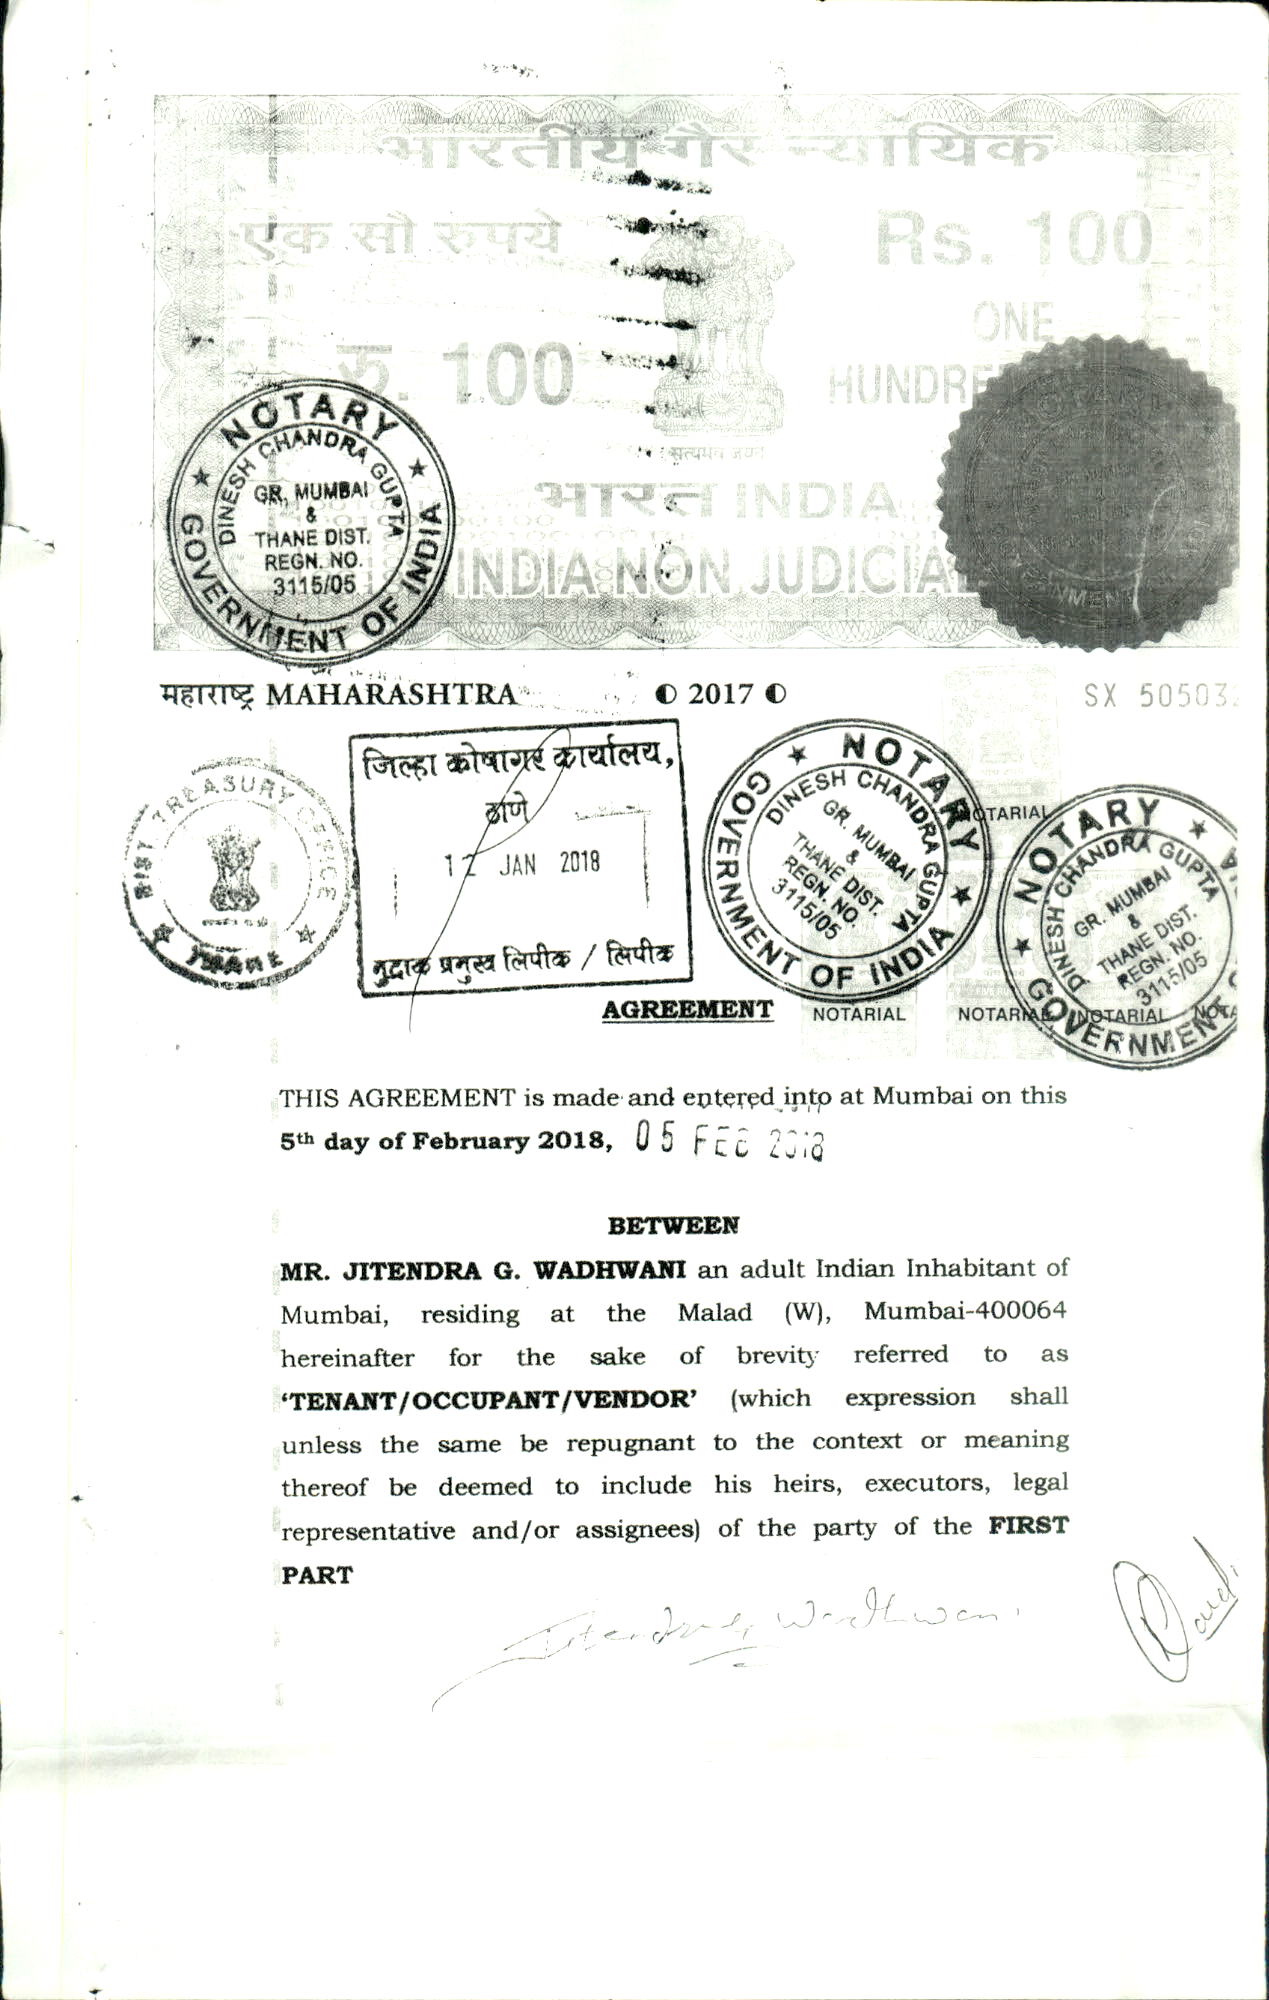 भारतीय गैर न्यायिक
एक सौ रुपये
Rs. 100
रु. 100
ONE
HUNDRE
सत्यमेव जयते
भारत INDIA
INDIA NON JUDICIAL
NOTARY
DINESH CHANDRA GUPTA
GR. MUMBAI
&
THANE DIST.
REGN. NO.
3115/05
GOVERNMENT OF INDIA
महाराष्ट्र MAHARASHTRA
2017
SX 50503
DIST. TREASURY OFFICE
THANE
जिल्हा कोषागार कार्यालय,
ठाणे
12 JAN 2018
मुद्रांक प्रमुख लिपीक / लिपीक
NOTARY
DINESH CHANDRA GUPTA
GR. MUMBAI
&
THANE DIST.
REGN. NO.
3115/05
GOVERNMENT OF INDIA
NOTARIAL
NOTARY
DINESH CHANDRA GUPTA
GR. MUMBAI
&
THANE DIST.
REGN. NO.
3115/05
GOVERNMENT
AGREEMENT
NOTARIAL NOTARIAL NOTARIAL NOTA
THIS AGREEMENT is made and entered into at Mumbai on this
5th day of February 2018, 05 FEB 2018
BETWEEN
MR. JITENDRA G. WADHWANI an adult Indian Inhabitant of
Mumbai, residing at the Malad (W), Mumbai-400064
hereinafter for the sake of brevity referred to as
‘TENANT/OCCUPANT/VENDOR’ (which expression shall
unless the same be repugnant to the context or meaning
thereof be deemed to include his heirs, executors, legal
representative and/or assignees) of the party of the FIRST
PART
Jitendra G Wadhwani